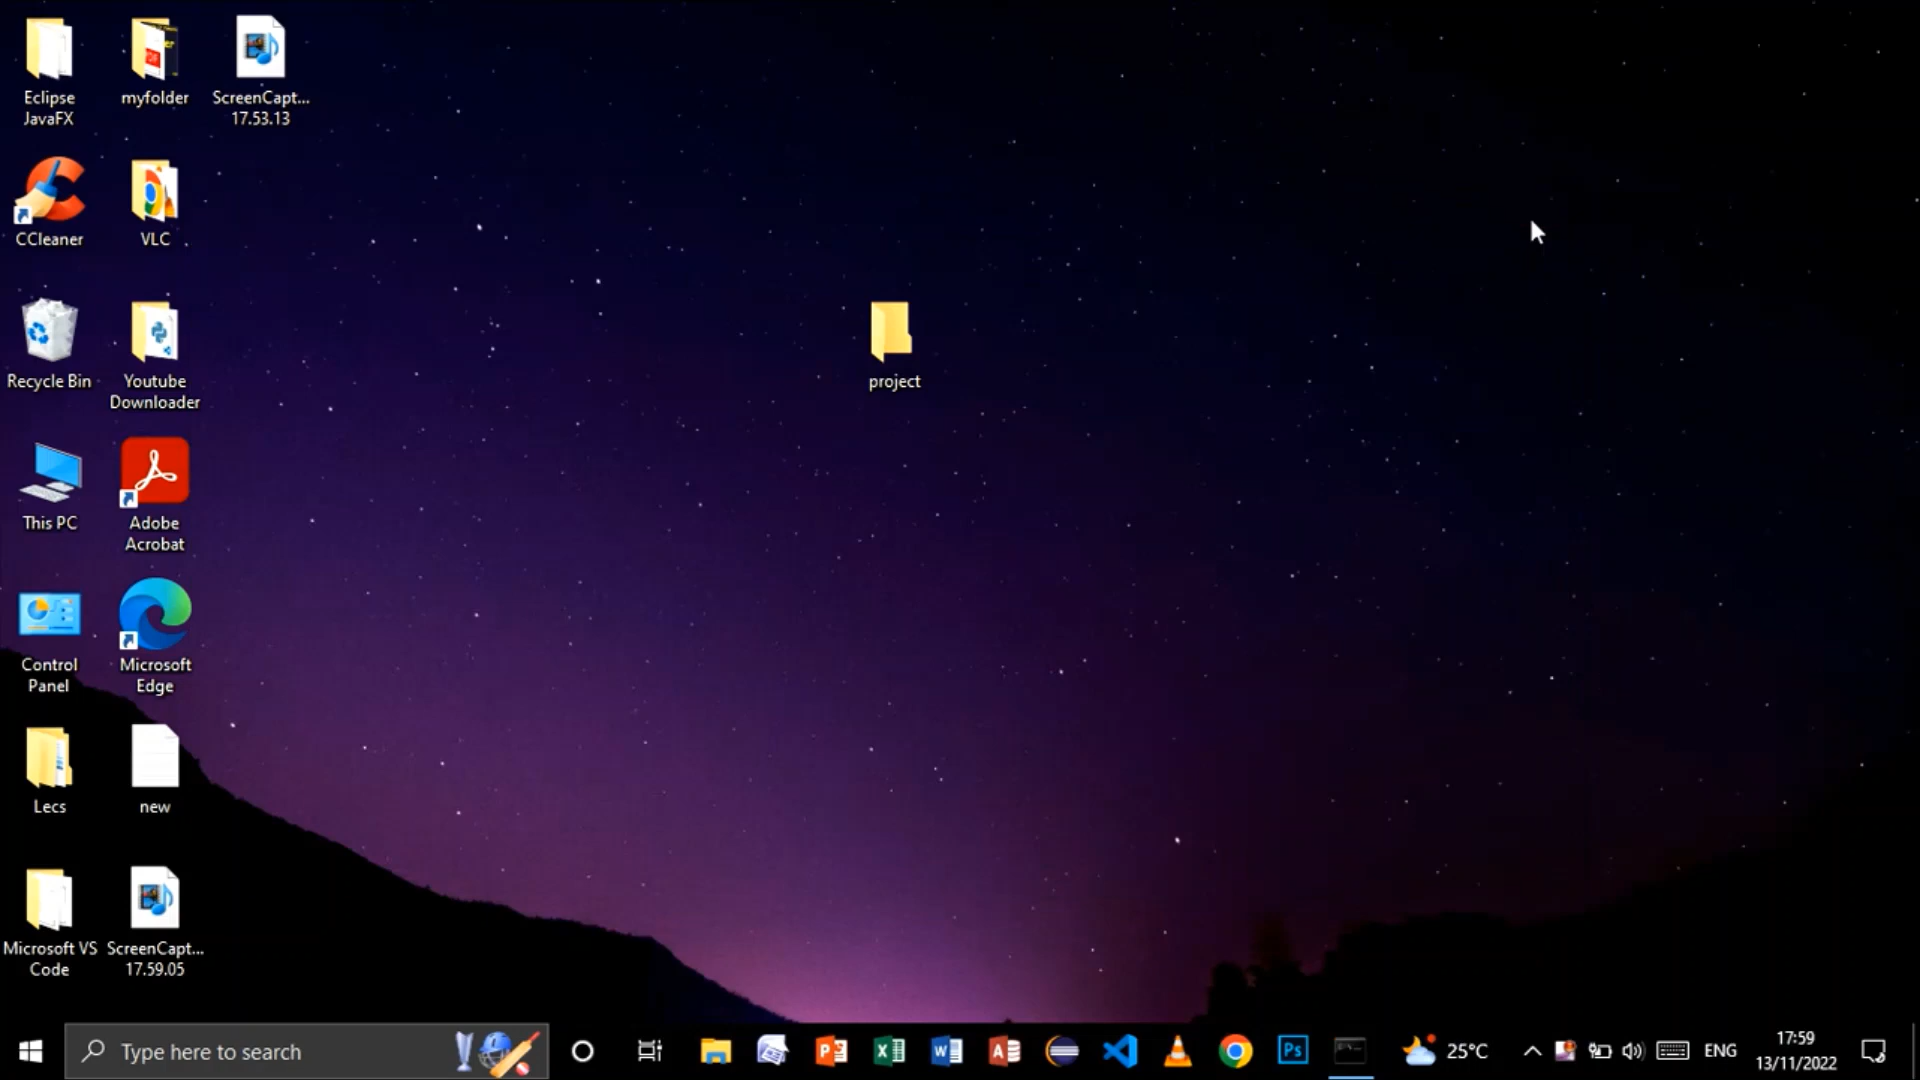 Eclipse
JavaFX
myfolder
ScreenCapt...
17.53.13
CCleaner
VLC
Recycle Bin
Youtube
Downloader
project
This PC
Adobe
Acrobat
Control
Panel
Microsoft
Edge
Lecs
new
Microsoft VS
Code
ScreenCapt...
17.59.05
Type here to search
25°C
ENG
17:59
13/11/2022